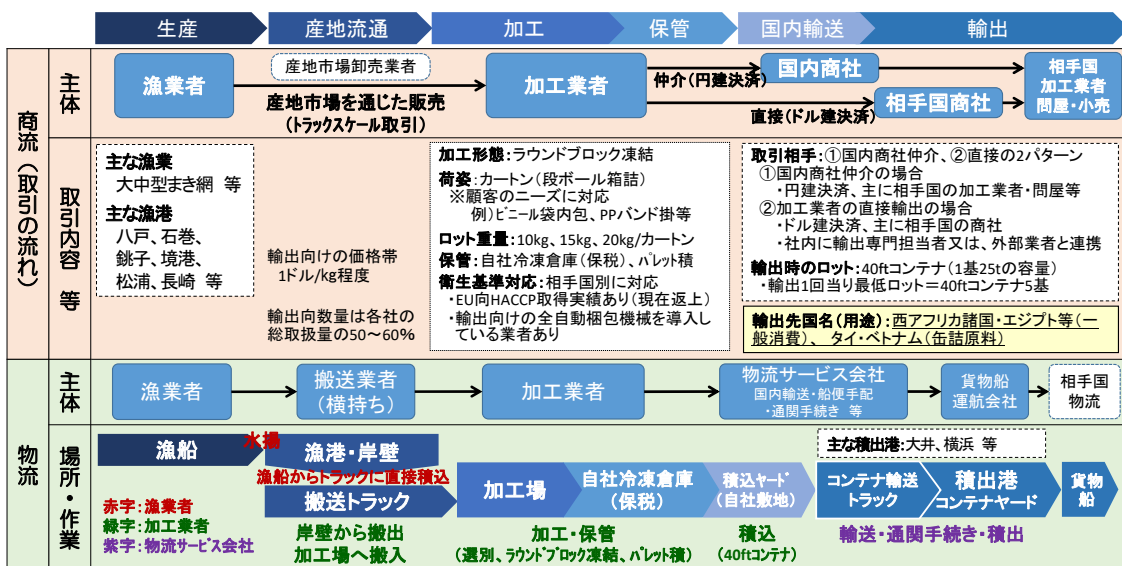 生産
産地流通
加工
保管
国内輸送
輸出
商流（取引の流れ）
主体
漁業者
産地市場卸売業者
産地市場を通じた販売
（トラックスケール取引）
加工業者
仲介（円建決済）
国内商社
直接（ドル建決済）
相手国商社
相手国
加工業者
問屋・小売
取引内容 等
主な漁業
大中型まき網 等
主な漁港
八戸、石巻、
銚子、境港、
松浦、長崎 等
輸出向けの価格帯
1ドル/kg程度
輸出向数量は各社の
総取扱量の50～60%
加工形態：ラウンドブロック凍結
荷姿：カートン（段ボール箱詰）
※顧客のニーズに対応
例）ビニール袋内包、PPバンド掛等
ロット重量：10kg、15kg、20kg/カートン
保管：自社冷凍倉庫（保税）、パレット積
衛生基準対応：相手国別に対応
・EU向HACCP取得実績あり（現在返上）
・輸出向けの全自動梱包機械を導入し
ている業者あり
取引相手：①国内商社仲介、②直接の2パターン
①国内商社仲介の場合
・円建決済、主に相手国の加工業者・問屋等
②加工業者の直接輸出の場合
・ドル建決済、主に相手国の商社
・社内に輸出専門担当者又は、外部業者と連携
輸出時のロット：40ftコンテナ（1基25tの容量）
・輸出1回当り最低ロット＝40ftコンテナ5基
輸出先国名（用途）：西アフリカ諸国・エジプト等（一
般消費）、タイ・ベトナム（缶詰原料）
物流
主体
漁業者
搬送業者
（横持ち）
加工業者
物流サービス会社
国内輸送・船便手配
・通関手続き 等
貨物船
運航会社
相手国
物流
場所・作業
漁船
水揚
漁港・岸壁
漁船からトラックに直接積込
搬送トラック
岸壁から搬出
加工場へ搬入
赤字：漁業者
緑字：加工業者
紫字：物流サービス会社
加工場
自社冷凍倉庫
（保税）
加工・保管
（選別、ラウンドブロック凍結、パレット積）
積込ヤード
（自社敷地）
積込
（40ftコンテナ）
主な積出港：大井、横浜 等
コンテナ輸送
トラック
積出港
コンテナヤード
輸送・通関手続き・積出
貨物
船